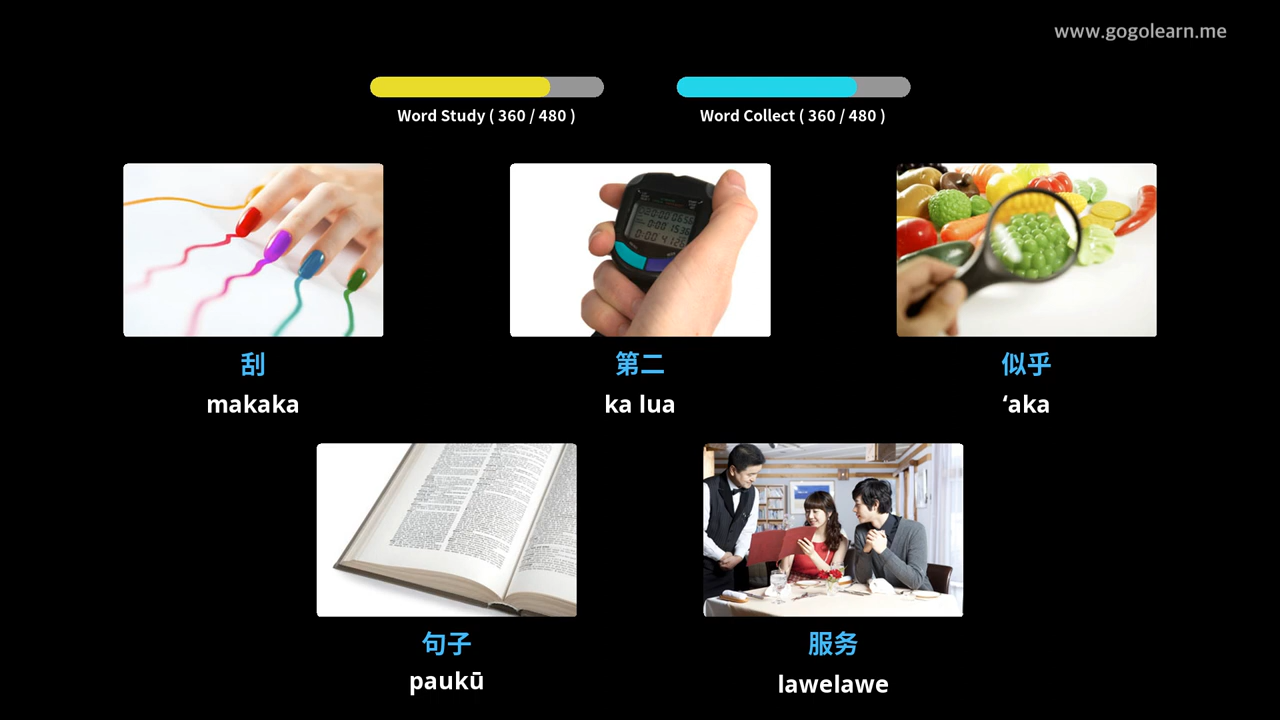 www.gogolearn.me
Word Study ( 360 / 480 )
Word Collect ( 360 / 480 )
刮
makaka
第二
ka lua
似乎
ʻaka
句子
paukū
服务
lawelawe